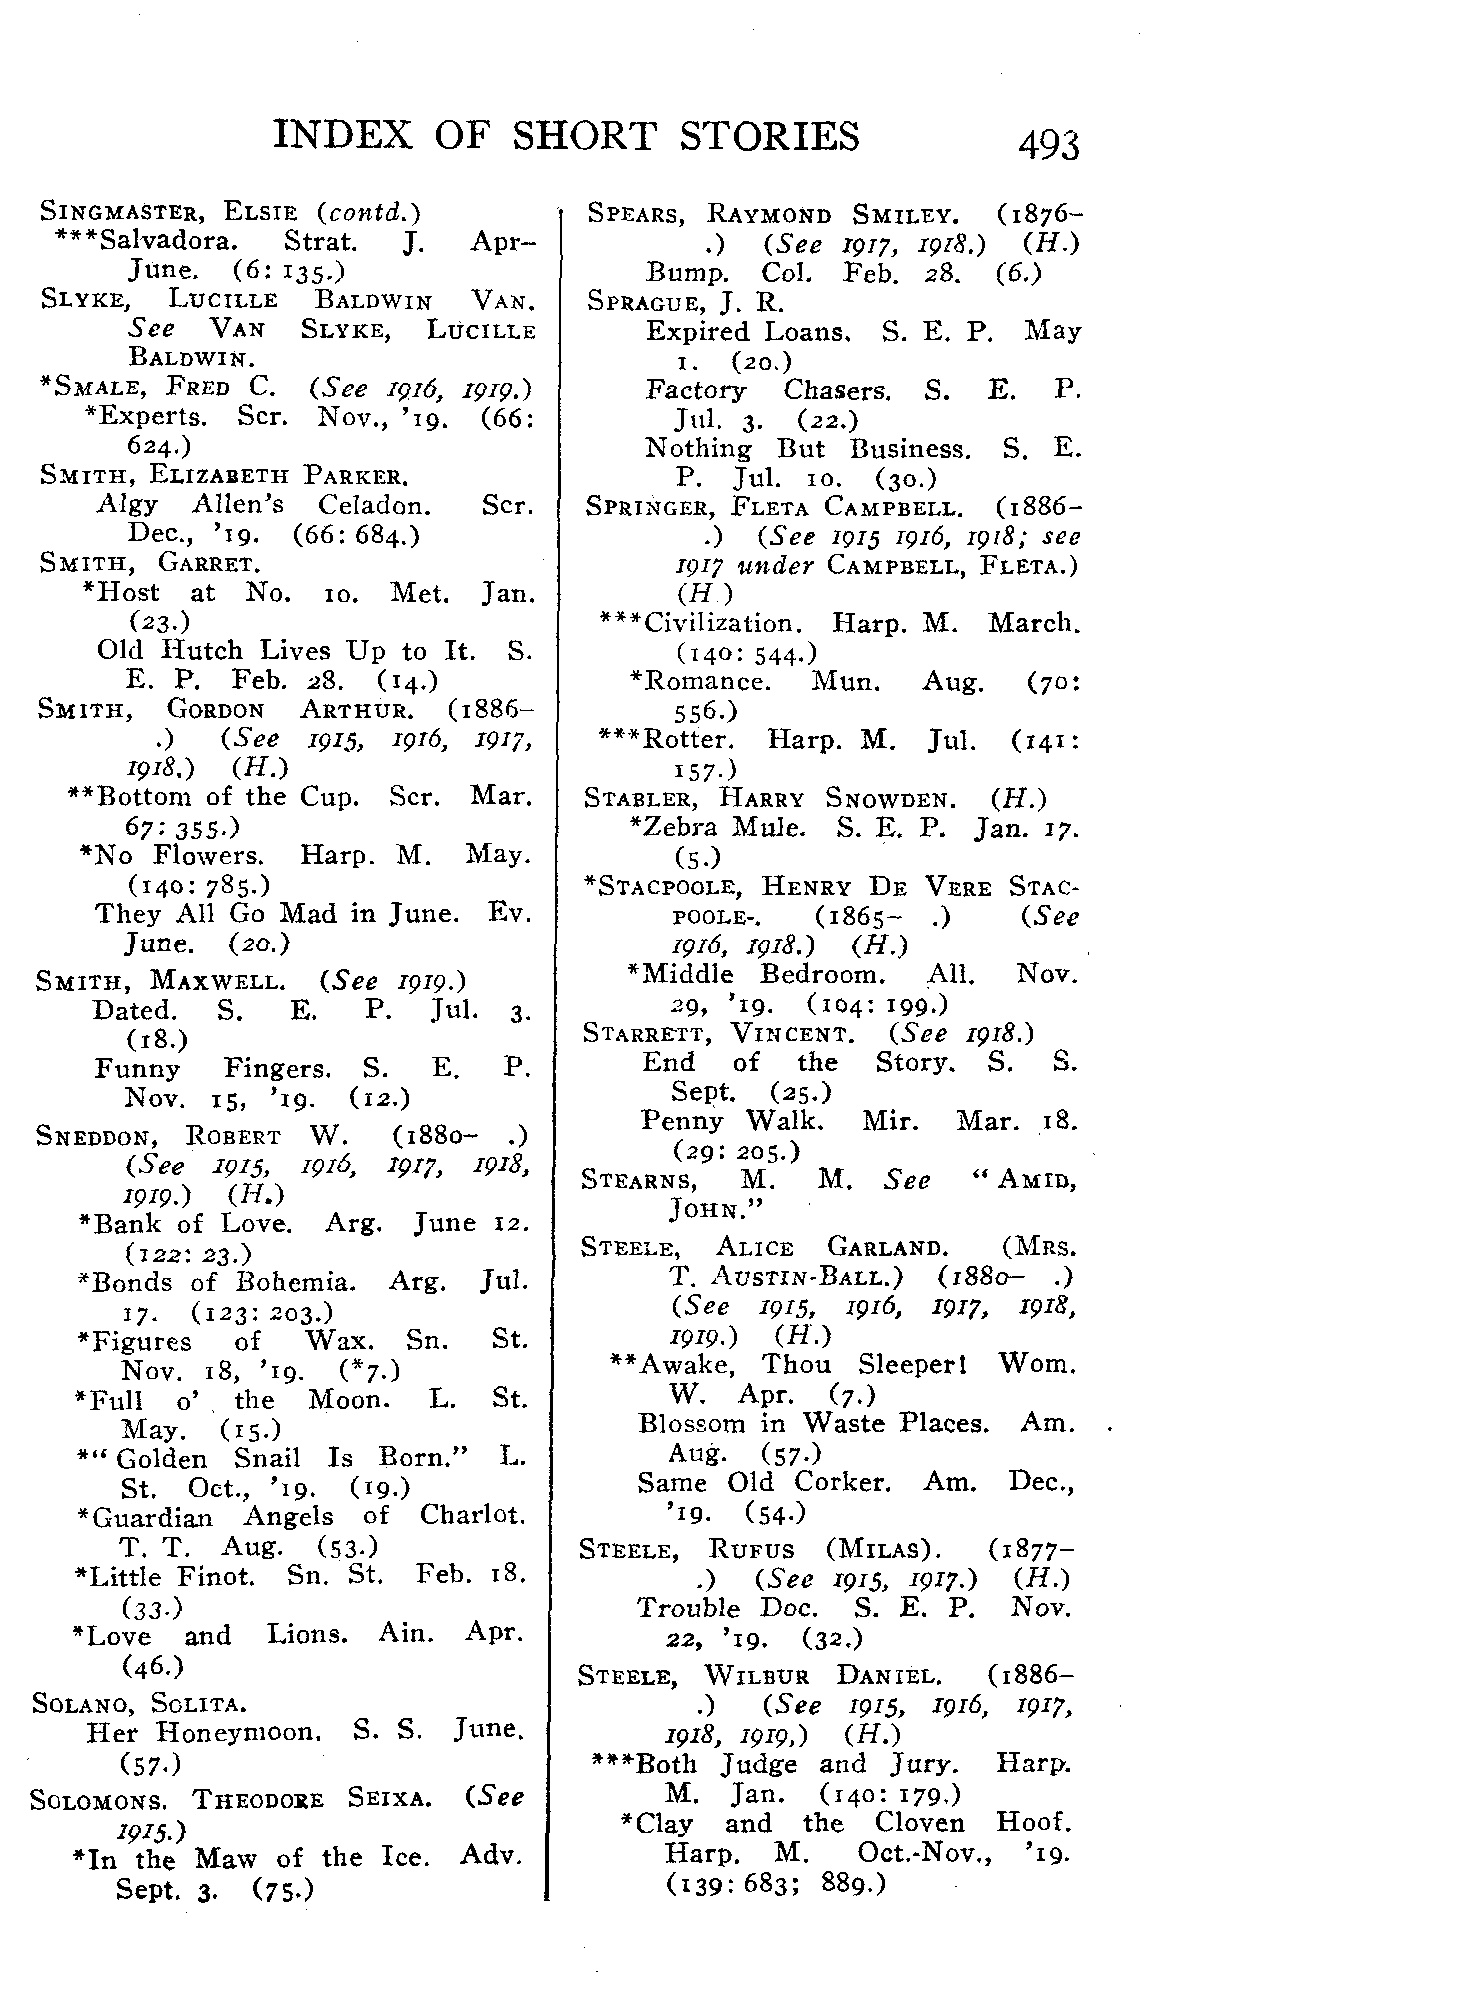 INDEX OF SHORT STORIES 493
SINGMASTER, ELSIE (contd.)
***Salvadora. Strat. J. Apr–
June. (6: 135.)
SLYKE, LUCILLE BALDWIN VAN.
See VAN SLYKE, LUCILLE
BALDWIN.
*SMALE, FRED C. (See 1916, 1919.)
*Experts. Scr. Nov., '19. (66:
624.)
SMITH, ELIZABETH PARKER.
Algy Allen's Celadon. Scr.
Dec., '19. (66: 684.)
SMITH, GARRET.
*Host at No. 10. Met. Jan.
(23.)
Old Hutch Lives Up to It. S.
E. P. Feb. 28. (14.)
SMITH, GORDON ARTHUR. (1886–
.) (See 1915, 1916, 1917,
1918.) (H.)
**Bottom of the Cup. Scr. Mar.
67: 355.)
*No Flowers. Harp. M. May.
(140: 785.)
They All Go Mad in June. Ev.
June. (20.)
SMITH, MAXWELL. (See 1919.)
Dated. S. E. P. Jul. 3.
(18.)
Funny Fingers. S. E. P.
Nov. 15, '19. (12.)
SNEDDON, ROBERT W. (1880– .)
(See 1915, 1916, 1917, 1918,
1919.) (H.)
*Bank of Love. Arg. June 12.
(122: 23.)
*Bonds of Bohemia. Arg. Jul.
17. (123: 203.)
*Figures of Wax. Sn. St.
Nov. 18, '19. (*7.)
*Full o' the Moon. L. St.
May. (15.)
*"Golden Snail Is Born." L.
St. Oct., '19. (19.)
*Guardian Angels of Charlot.
T. T. Aug. (53.)
*Little Finot. Sn. St. Feb. 18.
(33.)
*Love and Lions. Ain. Apr.
(46.)
SOLANO, SOLITA.
Her Honeymoon. S. S. June.
(57.)
SOLOMONS. THEODORE SEIXA. (See
1915.)
*In the Maw of the Ice. Adv.
Sept. 3. (75.)
SPEARS, RAYMOND SMILEY. (1876–
.) (See 1917, 1918.) (H.)
Bump. Col. Feb. 28. (6.)
SPRAGUE, J. R.
Expired Loans. S. E. P. May
1. (20.)
Factory Chasers. S. E. P.
Jul. 3. (22.)
Nothing But Business. S. E.
P. Jul. 10. (30.)
SPRINGER, FLETA CAMPBELL. (1886–
.) (See 1915 1916, 1918; see
1917 under CAMPBELL, FLETA.)
(H )
***Civilization. Harp. M. March.
(140: 544.)
*Romance. Mun. Aug. (70:
556.)
***Rotter. Harp. M. Jul. (141:
157.)
STABLER, HARRY SNOWDEN. (H.)
*Zebra Mule. S. E. P. Jan. 17.
(5.)
*STACPOOLE, HENRY DE VERE STAC-
POOLE-. (1865– .) (See
1916, 1918.) (H.)
*Middle Bedroom. All. Nov.
29, '19. (104: 199.)
STARRETT, VINCENT. (See 1918.)
End of the Story. S. S.
Sept. (25.)
Penny Walk. Mir. Mar. 18.
(29: 205.)
STEARNS, M. M. See "AMID,
JOHN."
STEELE, ALICE GARLAND. (MRS.
T. AUSTIN-BALL.) (1880– .)
(See 1915, 1916, 1917, 1918,
1919.) (H.)
**Awake, Thou Sleeper! Wom.
W. Apr. (7.)
Blossom in Waste Places. Am.
Aug. (57.)
Same Old Corker. Am. Dec.,
'19. (54.)
STEELE, RUFUS (MILAS). (1877–
.) (See 1915, 1917.) (H.)
Trouble Doc. S. E. P. Nov.
22, '19. (32.)
STEELE, WILBUR DANIEL. (1886–
.) (See 1915, 1916, 1917,
1918, 1919,) (H.)
***Both Judge and Jury. Harp.
M. Jan. (140: 179.)
*Clay and the Cloven Hoof.
Harp. M. Oct.-Nov., '19.
(139: 683; 889.)